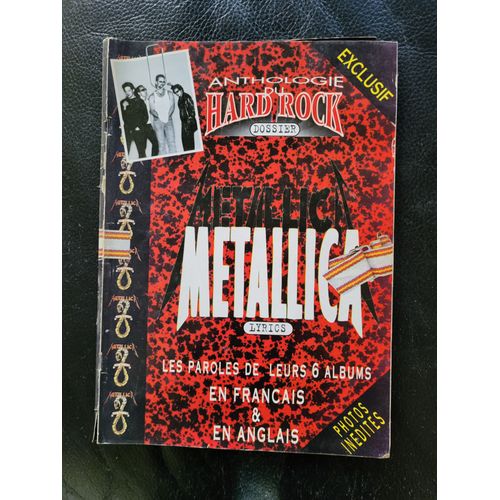 EXCLUSIF
ANTHOLOGIE
DU
HARD ROCK
DOSSIER
METALLICA
METALLICA
LYRICS
LES PAROLES DE LEURS 6 ALBUMS
EN FRANCAIS
&
EN ANGLAIS
PHOTOS
INEDITES